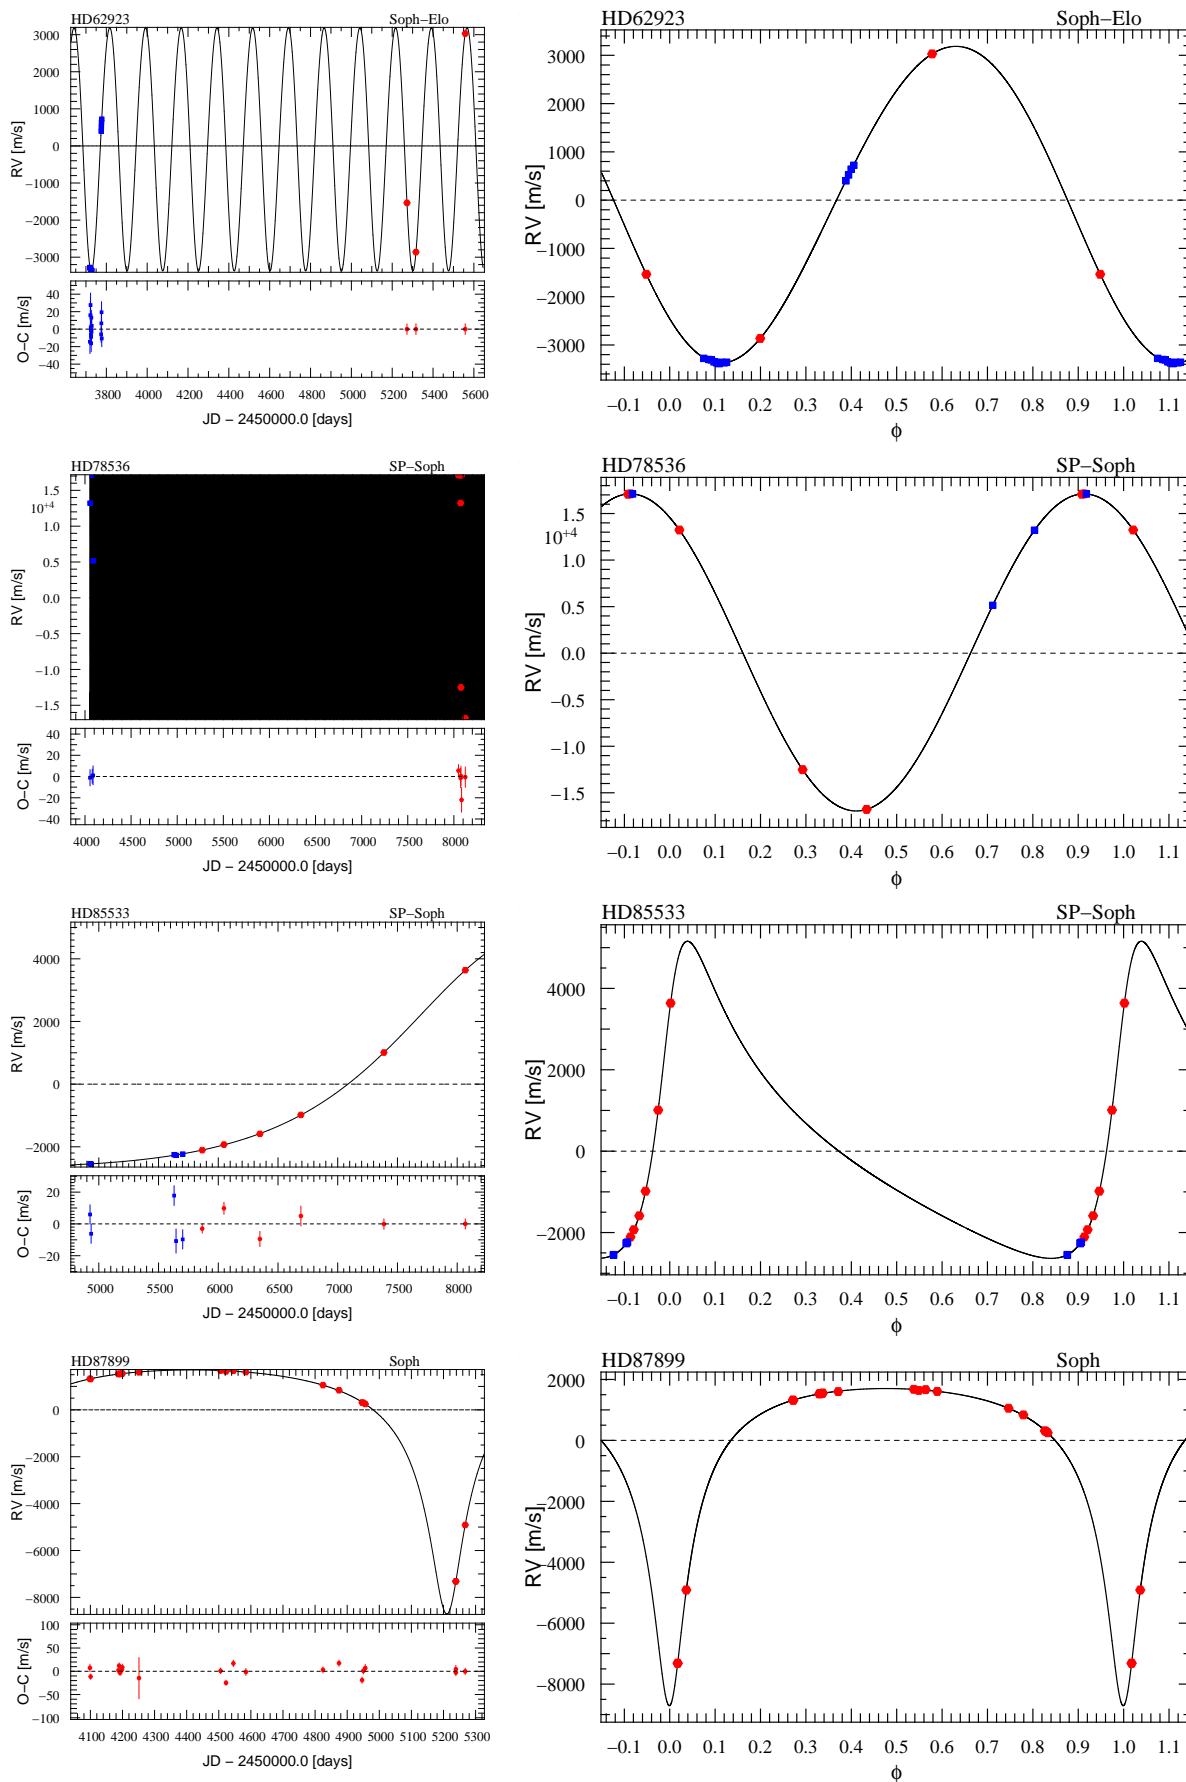 HD62923 Soph−Elo
3000
2000
1000
0
−1000
−2000
−3000
RV [m/s]
40
20
0
−20
−40
O−C [m/s]
3800 4000 4200 4400 4600 4800 5000 5200 5400 5600
JD − 2450000.0 [days]
HD62923 Soph−Elo
3000
1000
0
−1000
−3000
RV [m/s]
−0.1 0.0 0.1 0.2 0.3 0.4 0.5 0.6 0.7 0.8 0.9 1.0 1.1
ϕ
HD78536 SP−Soph
1.5
10+4
1.0
0.5
0.0
−0.5
−1.0
−1.5
RV [m/s]
40
20
0
−20
−40
O−C [m/s]
4000 4500 5000 5500 6000 6500 7000 7500 8000
JD − 2450000.0 [days]
HD78536 SP−Soph
1.5
10+4
1.0
0.5
0.0
−0.5
−1.0
−1.5
RV [m/s]
−0.1 0.0 0.1 0.2 0.3 0.4 0.5 0.6 0.7 0.8 0.9 1.0 1.1
ϕ
HD85533 SP−Soph
4000
2000
0
−2000
RV [m/s]
20
0
−20
O−C [m/s]
5000 5500 6000 6500 7000 7500 8000
JD − 2450000.0 [days]
HD85533 SP−Soph
4000
2000
0
−2000
RV [m/s]
−0.1 0.0 0.1 0.2 0.3 0.4 0.5 0.6 0.7 0.8 0.9 1.0 1.1
ϕ
HD87899 Soph
0
−2000
−4000
−6000
−8000
RV [m/s]
100
50
0
−50
−100
O−C [m/s]
4100 4200 4300 4400 4500 4600 4700 4800 4900 5000 5100 5200 5300
JD − 2450000.0 [days]
HD87899 Soph
2000
0
−2000
−4000
−6000
−8000
RV [m/s]
−0.1 0.0 0.1 0.2 0.3 0.4 0.5 0.6 0.7 0.8 0.9 1.0 1.1
ϕ